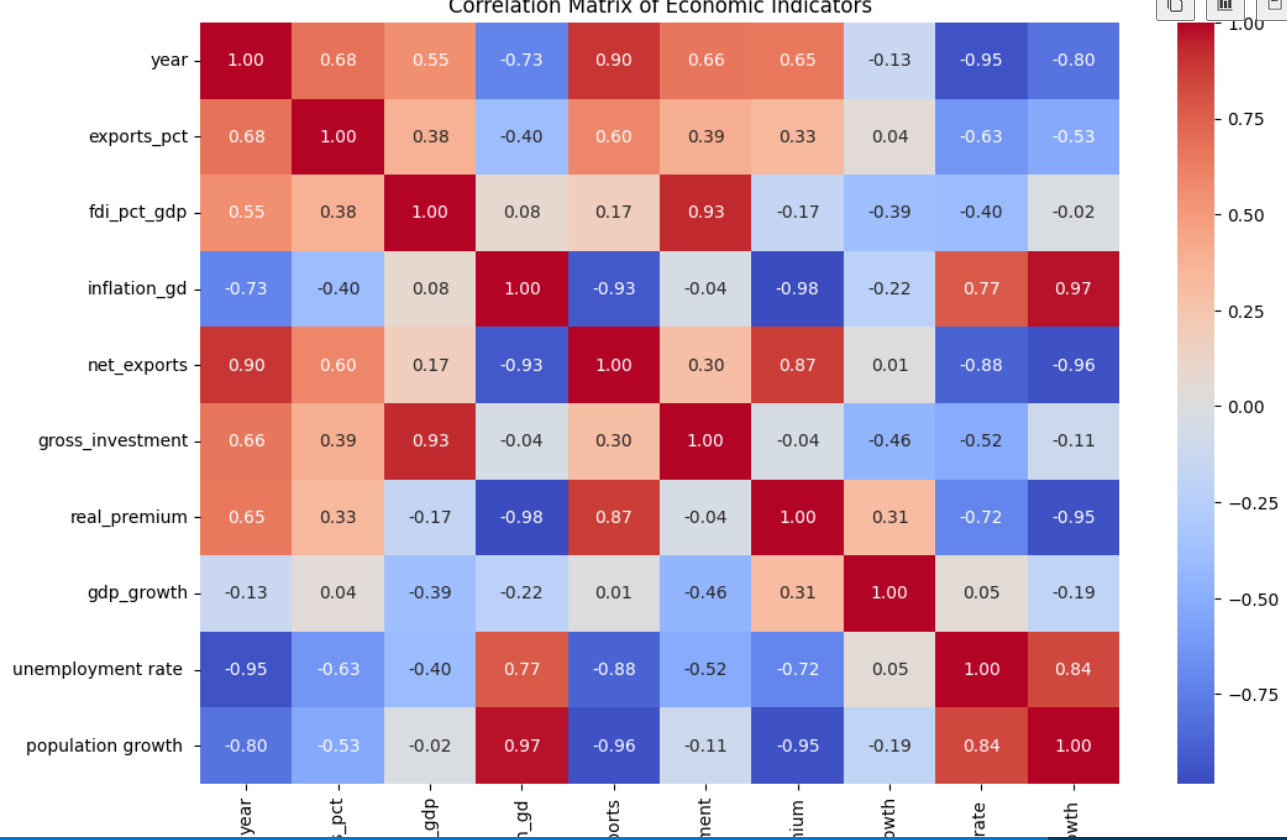 Correlation Matrix of Economic Indicators
year 1.00 0.68 0.55 -0.73 0.90 0.66 0.65 -0.13 -0.95 -0.80
exports_pct 0.68 1.00 0.38 -0.40 0.60 0.39 0.33 0.04 -0.63 -0.53
fdi_pct_gdp 0.55 0.38 1.00 0.08 0.17 0.93 -0.17 -0.39 -0.40 -0.02
inflation_gd -0.73 -0.40 0.08 1.00 -0.93 -0.04 -0.98 -0.22 0.77 0.97
net_exports 0.90 0.60 0.17 -0.93 1.00 0.30 0.87 0.01 -0.88 -0.96
gross_investment 0.66 0.39 0.93 -0.04 0.30 1.00 -0.04 -0.46 -0.52 -0.11
real_premium 0.65 0.33 -0.17 -0.98 0.87 -0.04 1.00 0.31 -0.72 -0.95
gdp_growth -0.13 0.04 -0.39 -0.22 0.01 -0.46 0.31 1.00 0.05 -0.19
unemployment rate -0.95 -0.63 -0.40 0.77 -0.88 -0.52 -0.72 0.05 1.00 0.84
population growth -0.80 -0.53 -0.02 0.97 -0.96 -0.11 -0.95 -0.19 0.84 1.00
year
_pct
_gdp
_gd
ports
ment
ium
owth
rate
owth
1.00
0.75
0.50
0.25
0.00
−0.25
−0.50
−0.75